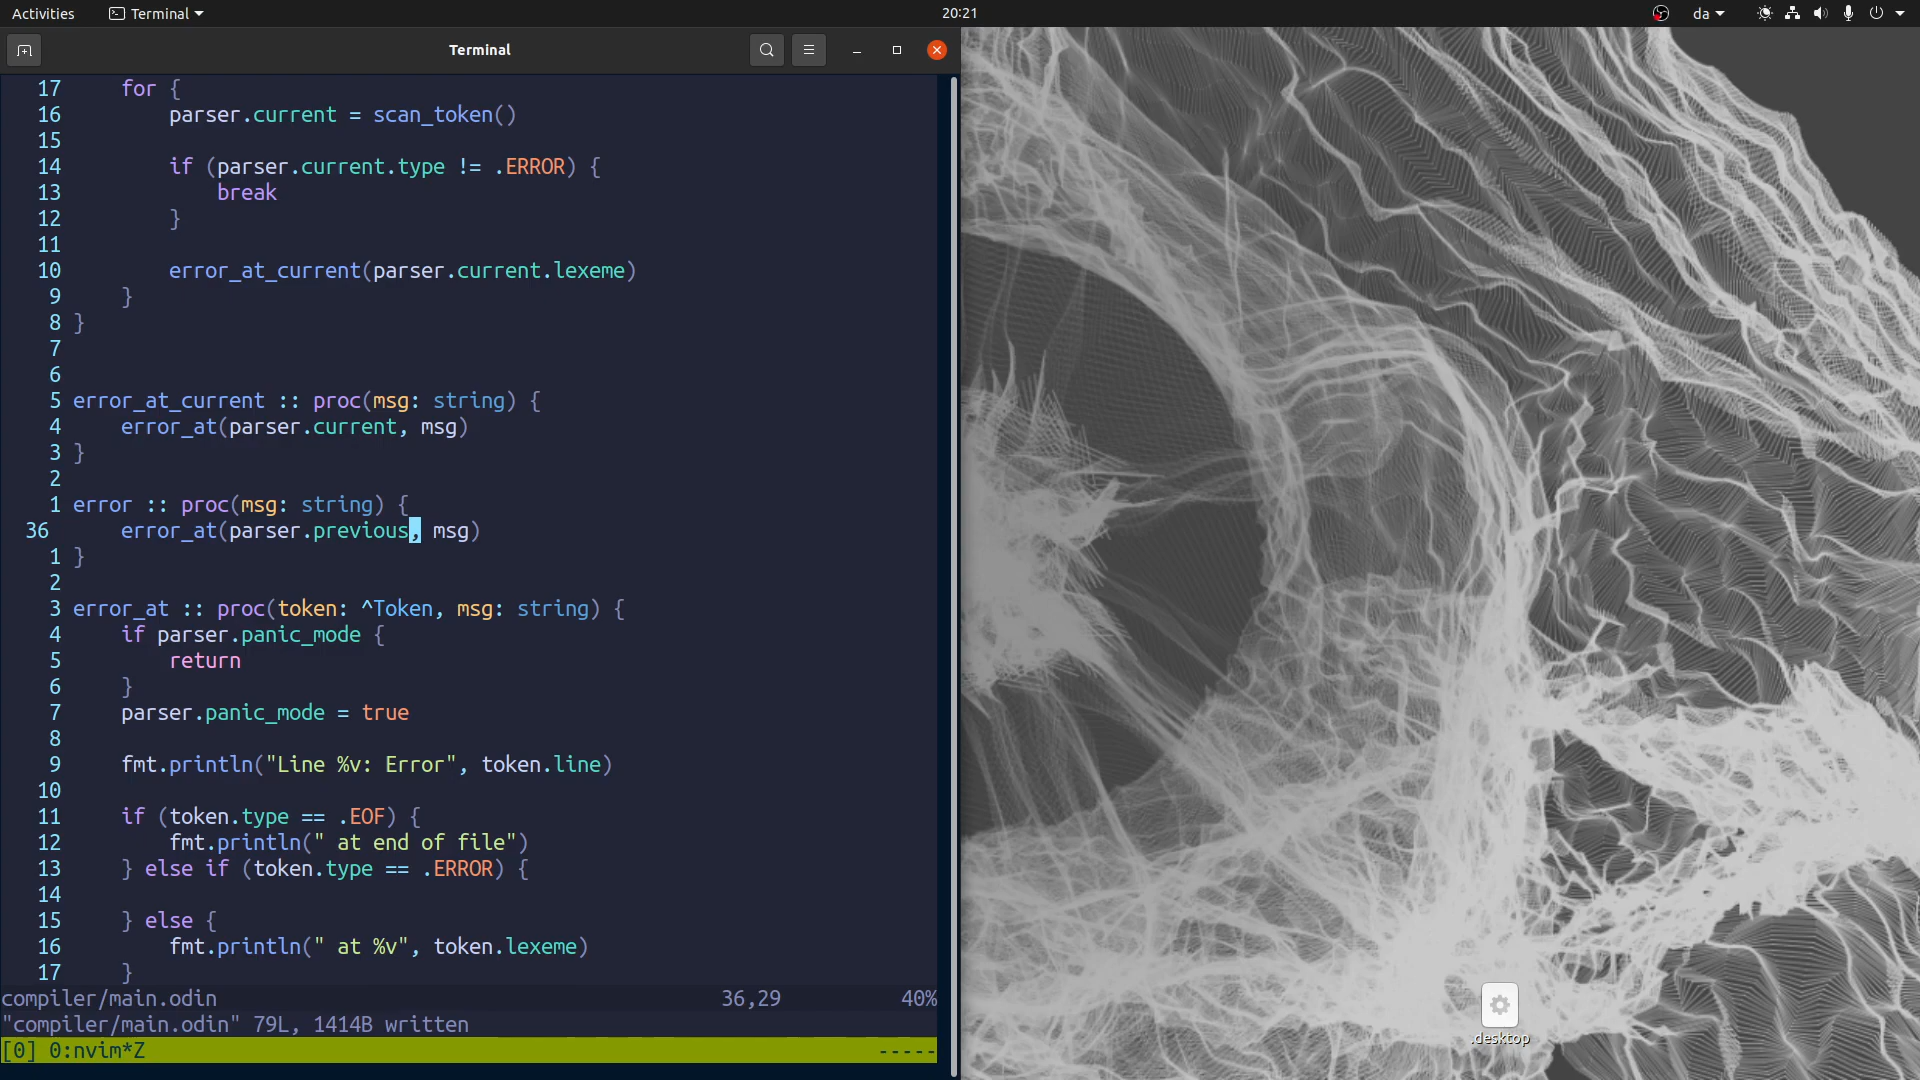 Activities Terminal 20:21 da
Terminal
17 for {
16 parser.current = scan_token()
15
14 if (parser.current.type != .ERROR) {
13 break
12 }
11
10 error_at_current(parser.current.lexeme)
9 }
8 }
7
6
5 error_at_current :: proc(msg: string) {
4 error_at(parser.current, msg)
3 }
2
1 error :: proc(msg: string) {
36 error_at(parser.previous, msg)
1 }
2
3 error_at :: proc(token: ^Token, msg: string) {
4 if parser.panic_mode {
5 return
6 }
7 parser.panic_mode = true
8
9 fmt.println("Line %v: Error", token.line)
10
11 if (token.type == .EOF) {
12 fmt.println(" at end of file")
13 } else if (token.type == .ERROR) {
14
15 } else {
16 fmt.println(" at %v", token.lexeme)
17 }
compiler/main.odin 36,29 40%
"compiler/main.odin" 79L, 1414B written
[0] 0:nvim*Z -----
.desktop